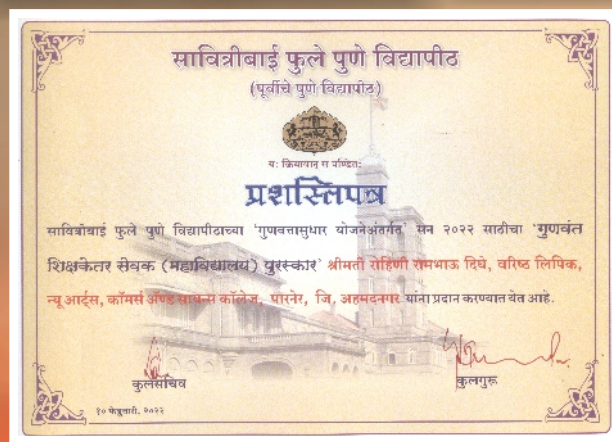 सावित्रीबाई फुले पुणे विद्यापीठ
(पूर्वीचे पुणे विद्यापीठ)
यः क्रियावान् स पण्डितः
प्रशस्तिपत्र
सावित्रीबाई फुले पुणे विद्यापीठाच्या 'गुणवत्तासुधार योजनेअंतर्गत' सन २०२२ साठीचा 'गुणवंत
शिक्षकेतर सेवक (महाविद्यालय) पुरस्कार' श्रीमती रोहिणी रामभाऊ दिघे, वरिष्ठ लिपिक,
न्यू आर्ट्स, कॉमर्स अ‍ॅण्ड सायन्स कॉलेज, पारनेर, जि. अहमदनगर यांना प्रदान करण्यात येत आहे.
कुलसचिव
कुलगुरू
१० फेब्रुवारी, २०२२